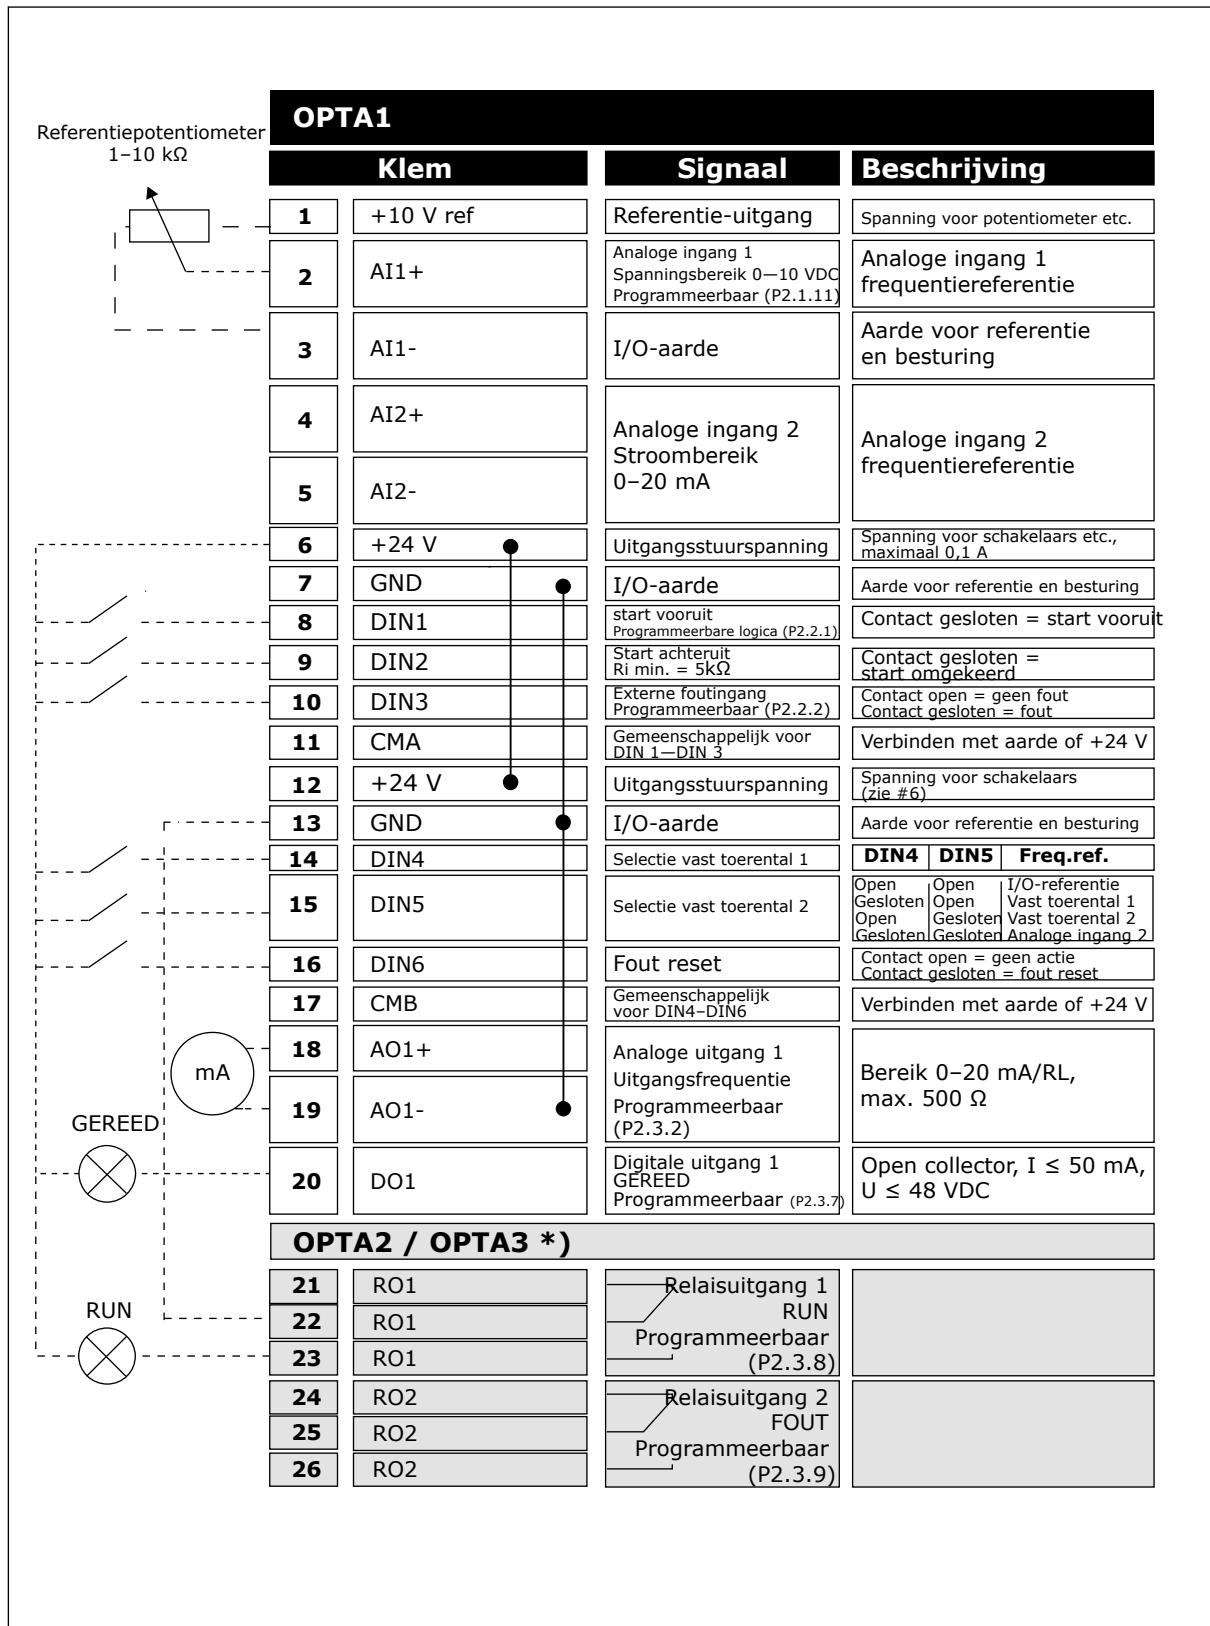 Referentiepotentiometer
1–10 kΩ
OPTA1
Klem Signaal Beschrijving
1 +10 V ref Referentie-uitgang Spanning voor potentiometer etc.
2 AI1+
Analoge ingang 1
Spanningsbereik 0—10 VDC
Programmeerbaar (P2.1.11)
Analoge ingang 1
frequentiereferentie
3 AI1- I/O-aarde
Aarde voor referentie
en besturing
4 AI2+
5 AI2-
Analoge ingang 2
Stroombereik
0–20 mA
Analoge ingang 2
frequentiereferentie
6 +24 V Uitgangsstuurspanning
Spanning voor schakelaars etc.,
maximaal 0,1 A
7 GND I/O-aarde Aarde voor referentie en besturing
8 DIN1
start vooruit
Programmeerbare logica (P2.2.1)
Contact gesloten = start vooruit
9 DIN2
Start achteruit
Ri min. = 5kΩ
Contact gesloten =
start omgekeerd
10 DIN3
Externe foutingang
Programmeerbaar (P2.2.2)
Contact open = geen fout
Contact gesloten = fout
11 CMA
Gemeenschappelijk voor
DIN 1—DIN 3
Verbinden met aarde of +24 V
12 +24 V Uitgangsstuurspanning
Spanning voor schakelaars
(zie #6)
13 GND I/O-aarde Aarde voor referentie en besturing
14 DIN4 Selectie vast toerental 1 DIN4 DIN5 Freq.ref.
15 DIN5 Selectie vast toerental 2
Open Open I/O-referentie
Gesloten Open Vast toerental 1
Open Gesloten Vast toerental 2
Gesloten Gesloten Analoge ingang 2
16 DIN6 Fout reset
Contact open = geen actie
Contact gesloten = fout reset
17 CMB
Gemeenschappelijk
voor DIN4–DIN6
Verbinden met aarde of +24 V
mA
18 AO1+
19 AO1-
Analoge uitgang 1
Uitgangsfrequentie
Programmeerbaar
(P2.3.2)
Bereik 0–20 mA/RL,
max. 500 Ω
GEREED
20 DO1
Digitale uitgang 1
GEREED
Programmeerbaar (P2.3.7)
Open collector, I ≤ 50 mA,
U ≤ 48 VDC
OPTA2 / OPTA3 *)
RUN
21 RO1
22 RO1
23 RO1
Relaisuitgang 1
RUN
Programmeerbaar
(P2.3.8)
24 RO2
25 RO2
26 RO2
Relaisuitgang 2
FOUT
Programmeerbaar
(P2.3.9)